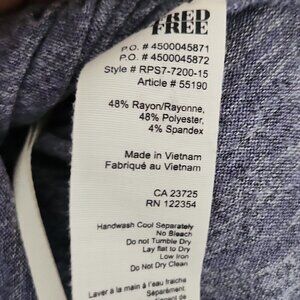 FREE
P.O. # 4500045871
P.O. # 4500045872
Style # RPS7-7200-15
Article # 55190
48% Rayon/Rayonne,
48% Polyester,
4% Spandex
Made in Vietnam
Fabriqué au Vietnam
CA 23725
RN 122354
Handwash Cool Separately
No Bleach
Do not Tumble Dry
Lay flat to Dry
Low Iron
Do Not Dry Clean
Laver à la main à l'eau fraîche
Séparément.